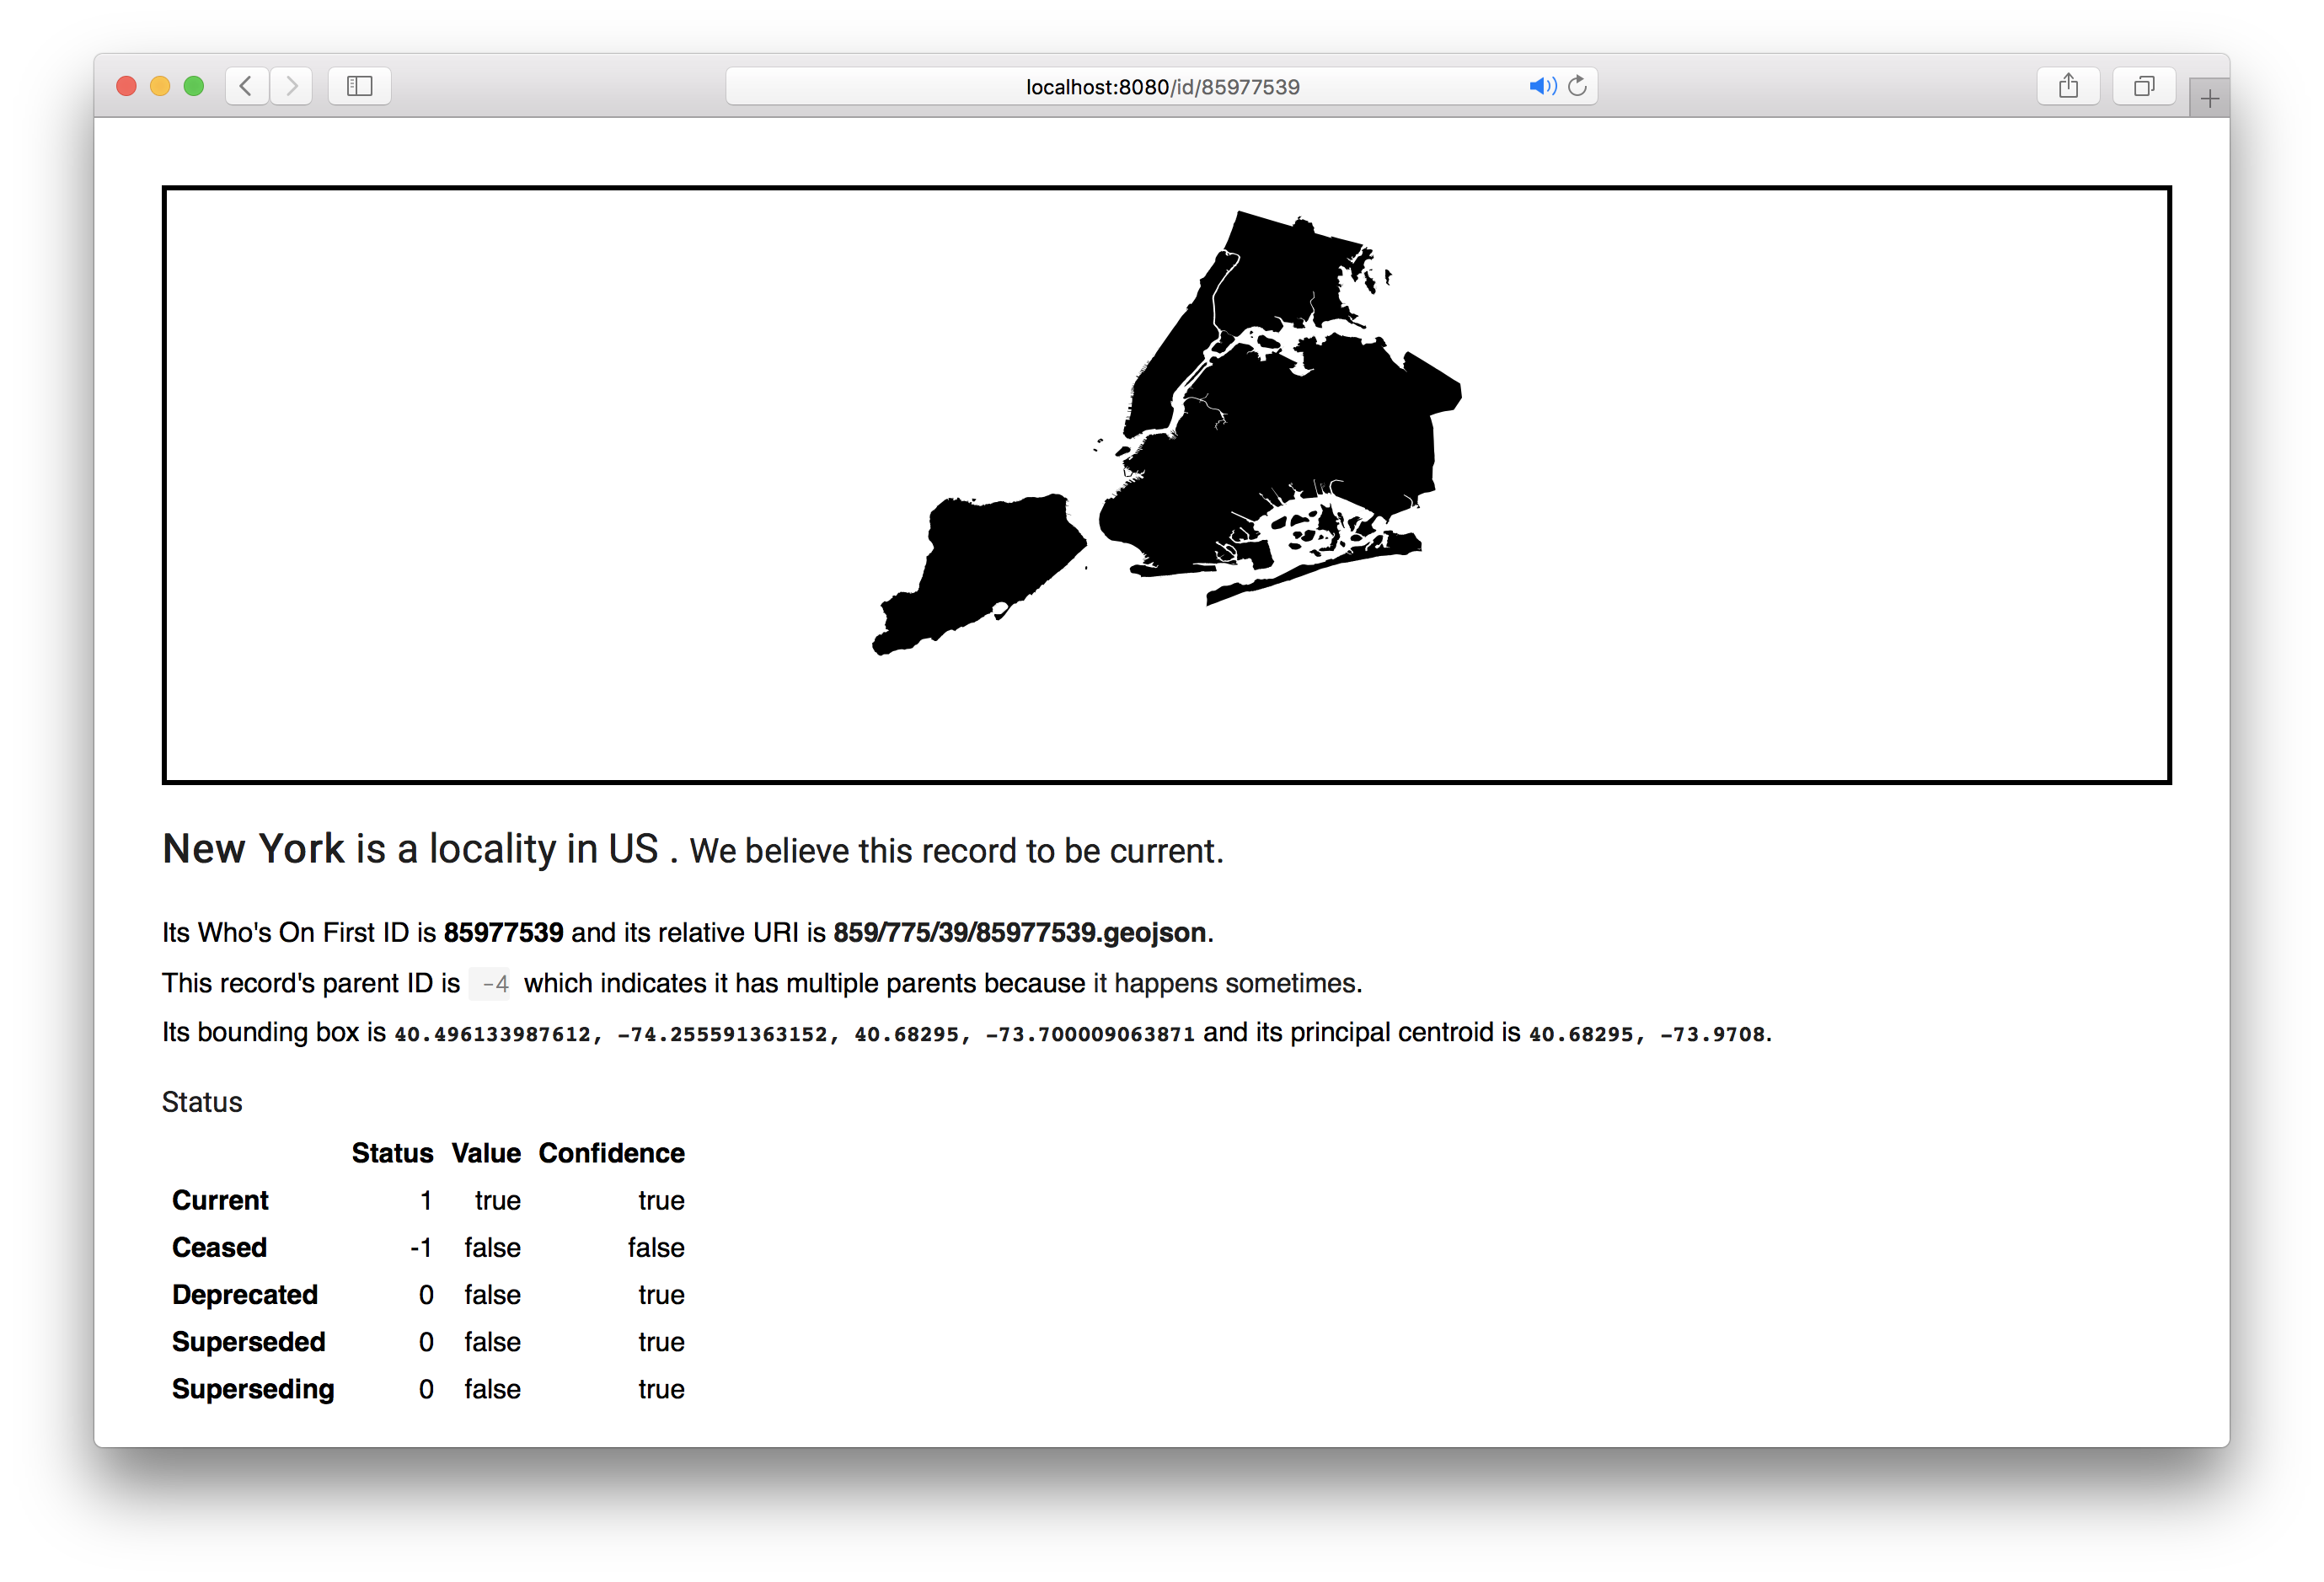 localhost:8080/id/85977539
New York is a locality in US . We believe this record to be current.
Its Who's On First ID is 85977539 and its relative URI is 859/775/39/85977539.geojson.
This record's parent ID is -4 which indicates it has multiple parents because it happens sometimes.
Its bounding box is 40.496133987612, -74.255591363152, 40.68295, -73.700009063871 and its principal centroid is 40.68295, -73.9708.
Status
Status Value Confidence
Current 1 true true
Ceased -1 false false
Deprecated 0 false true
Superseded 0 false true
Superseding 0 false true